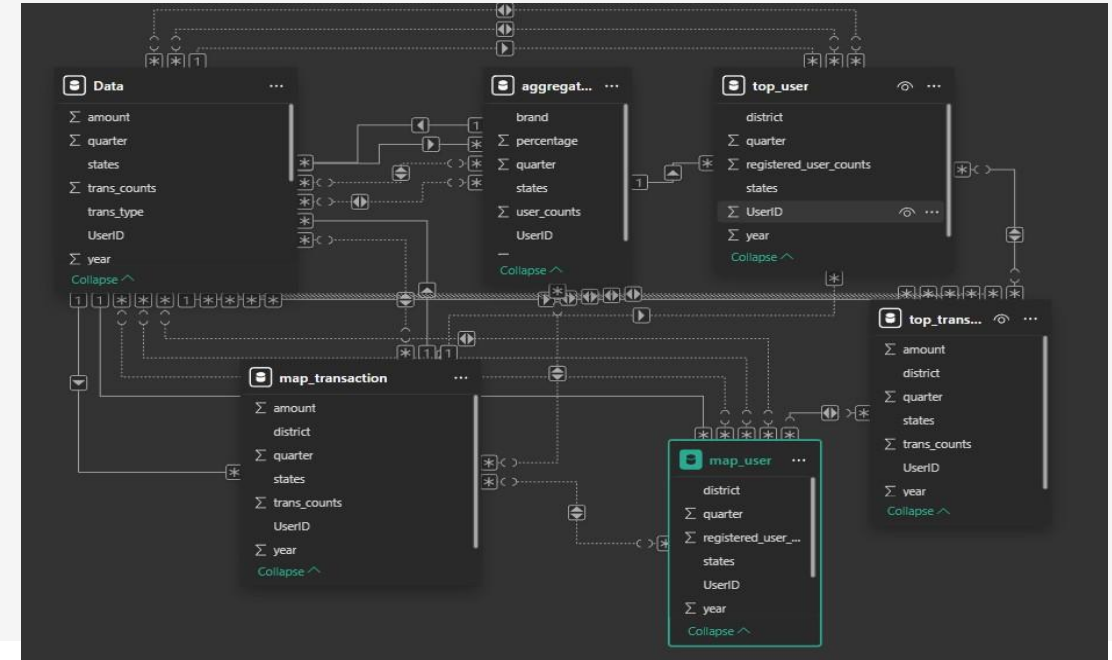 Data ...
Σ amount
Σ quarter
states
Σ trans_counts
trans_type
UserID
Σ year
Collapse
aggregat... ...
brand
Σ percentage
Σ quarter
states
Σ user_counts
UserID
Collapse
top_user ...
district
Σ quarter
Σ registered_user_counts
states
Σ UserID ...
Σ year
Collapse
top_trans... ...
Σ amount
district
Σ quarter
states
Σ trans_counts
UserID
Σ year
Collapse
map_transaction ...
Σ amount
district
Σ quarter
states
Σ trans_counts
UserID
Σ year
Collapse
map_user ...
district
Σ quarter
Σ registered_user_...
states
UserID
Σ year
Collapse